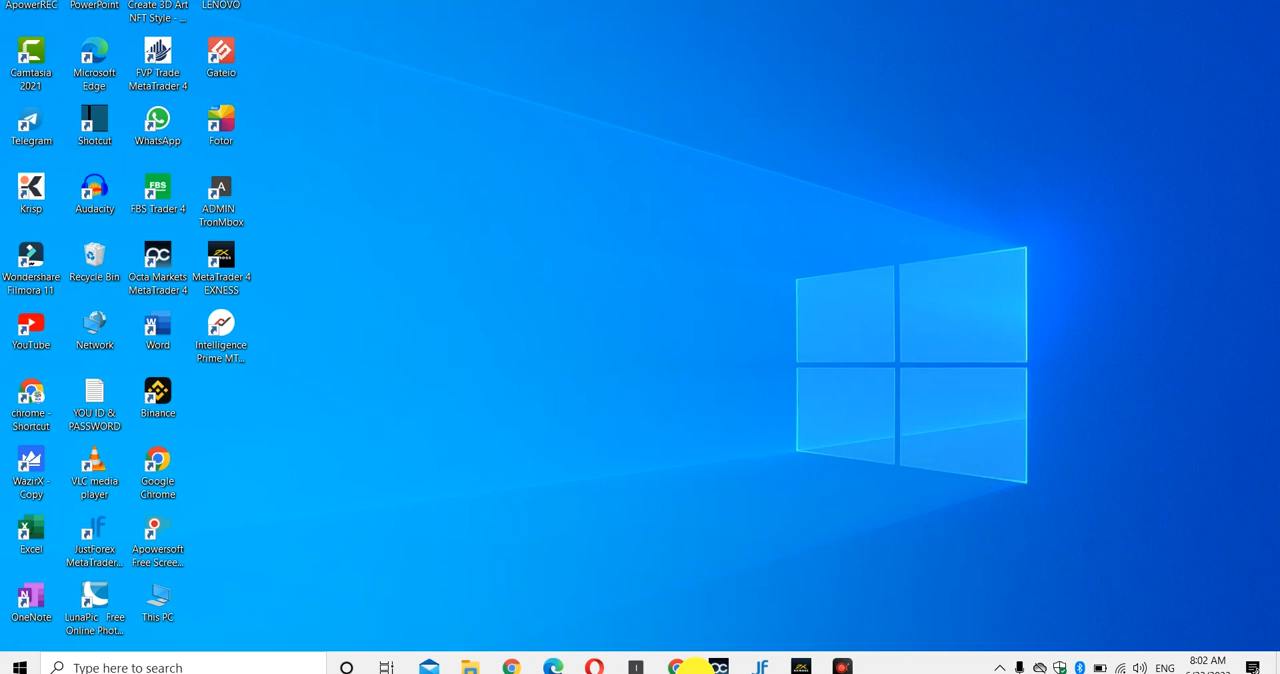 ApowerREC
PowerPoint
Create 3D Art
NFT Style - ...
LENOVO
Camtasia
2021
Microsoft
Edge
FVP Trade
MetaTrader 4
Gateio
Telegram
Shotcut
WhatsApp
Fotor
Krisp
Audacity
FBS
FBS Trader 4
A
ADMIN
TronMbox
Wondershare
Filmora 11
Recycle Bin
Octa Markets
MetaTrader 4
MetaTrader 4
EXNESS
YouTube
Network
Word
Intelligence
Prime MT...
chrome -
Shortcut
YOU ID &
PASSWORD
Binance
WazirX -
Copy
VLC media
player
Google
Chrome
Excel
JustForex
MetaTrader...
Apowersoft
Free Scree...
OneNote
LunaPic Free
Online Phot...
This PC
Type here to search
ENG
8:02 AM